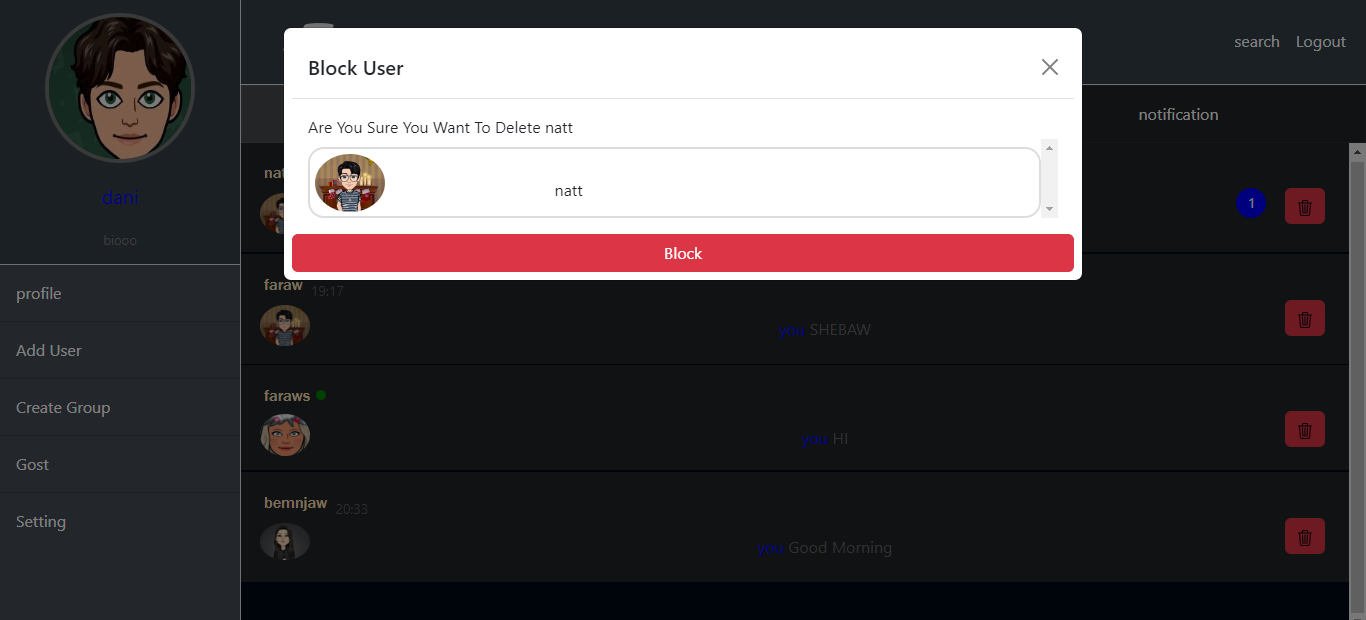 dani
biooo
profile
Add User
Create Group
Gost
Setting
search Logout
notification
Block User
Are You Sure You Want To Delete natt
natt
Block
1
faraw 19:17
you SHEBAW
faraws
you HI
bemnjaw 20:33
you Good Morning